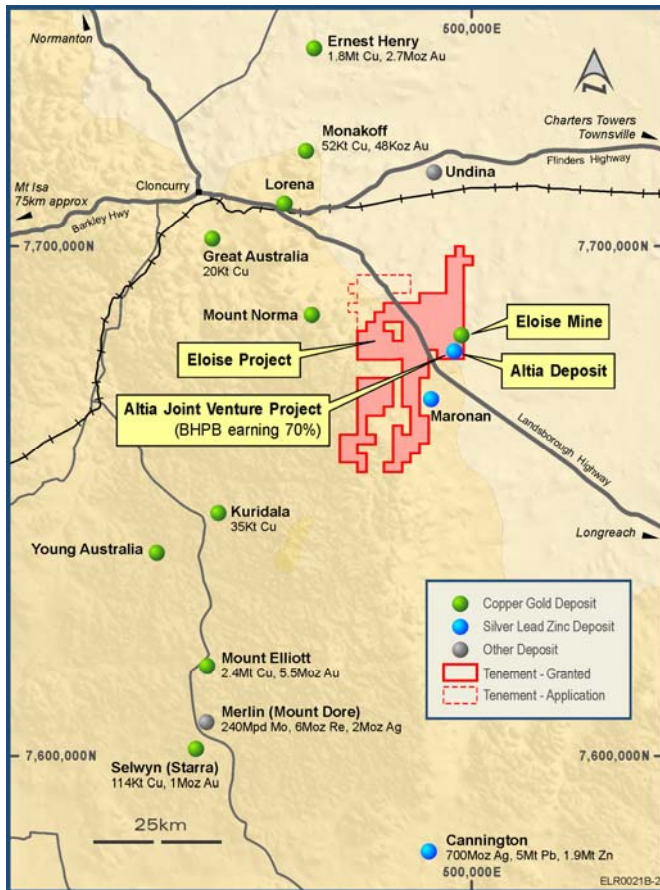 500,000E
Normanton
Ernest Henry
1.8Mt Cu, 2.7Moz Au
Charters Towers
Townsville
Monakoff
52Kt Cu, 48Koz Au
Flinders Highway
Undina
Mt Isa
75km approx
Cloncurry
Lorena
Barkley Hwy
7,700,000N
7,700,000N
Great Australia
20Kt Cu
Mount Norma
Eloise Mine
Eloise Project
Altia Deposit
Altia Joint Venture Project
(BHPB earning 70%)
Maronan
Landsborough Highway
Longreach
Kuridala
35Kt Cu
Young Australia
Copper Gold Deposit
Silver Lead Zinc Deposit
Other Deposit
Tenement - Granted
Tenement - Application
Mount Elliott
2.4Mt Cu, 5.5Moz Au
Merlin (Mount Dore)
240Mpd Mo, 6Moz Re, 2Moz Ag
7,600,000N
7,600,000N
Selwyn (Starra)
114Kt Cu, 1Moz Au
25km
Cannington
700Moz Ag, 5Mt Pb, 1.9Mt Zn
500,000E
ELR0021B-2